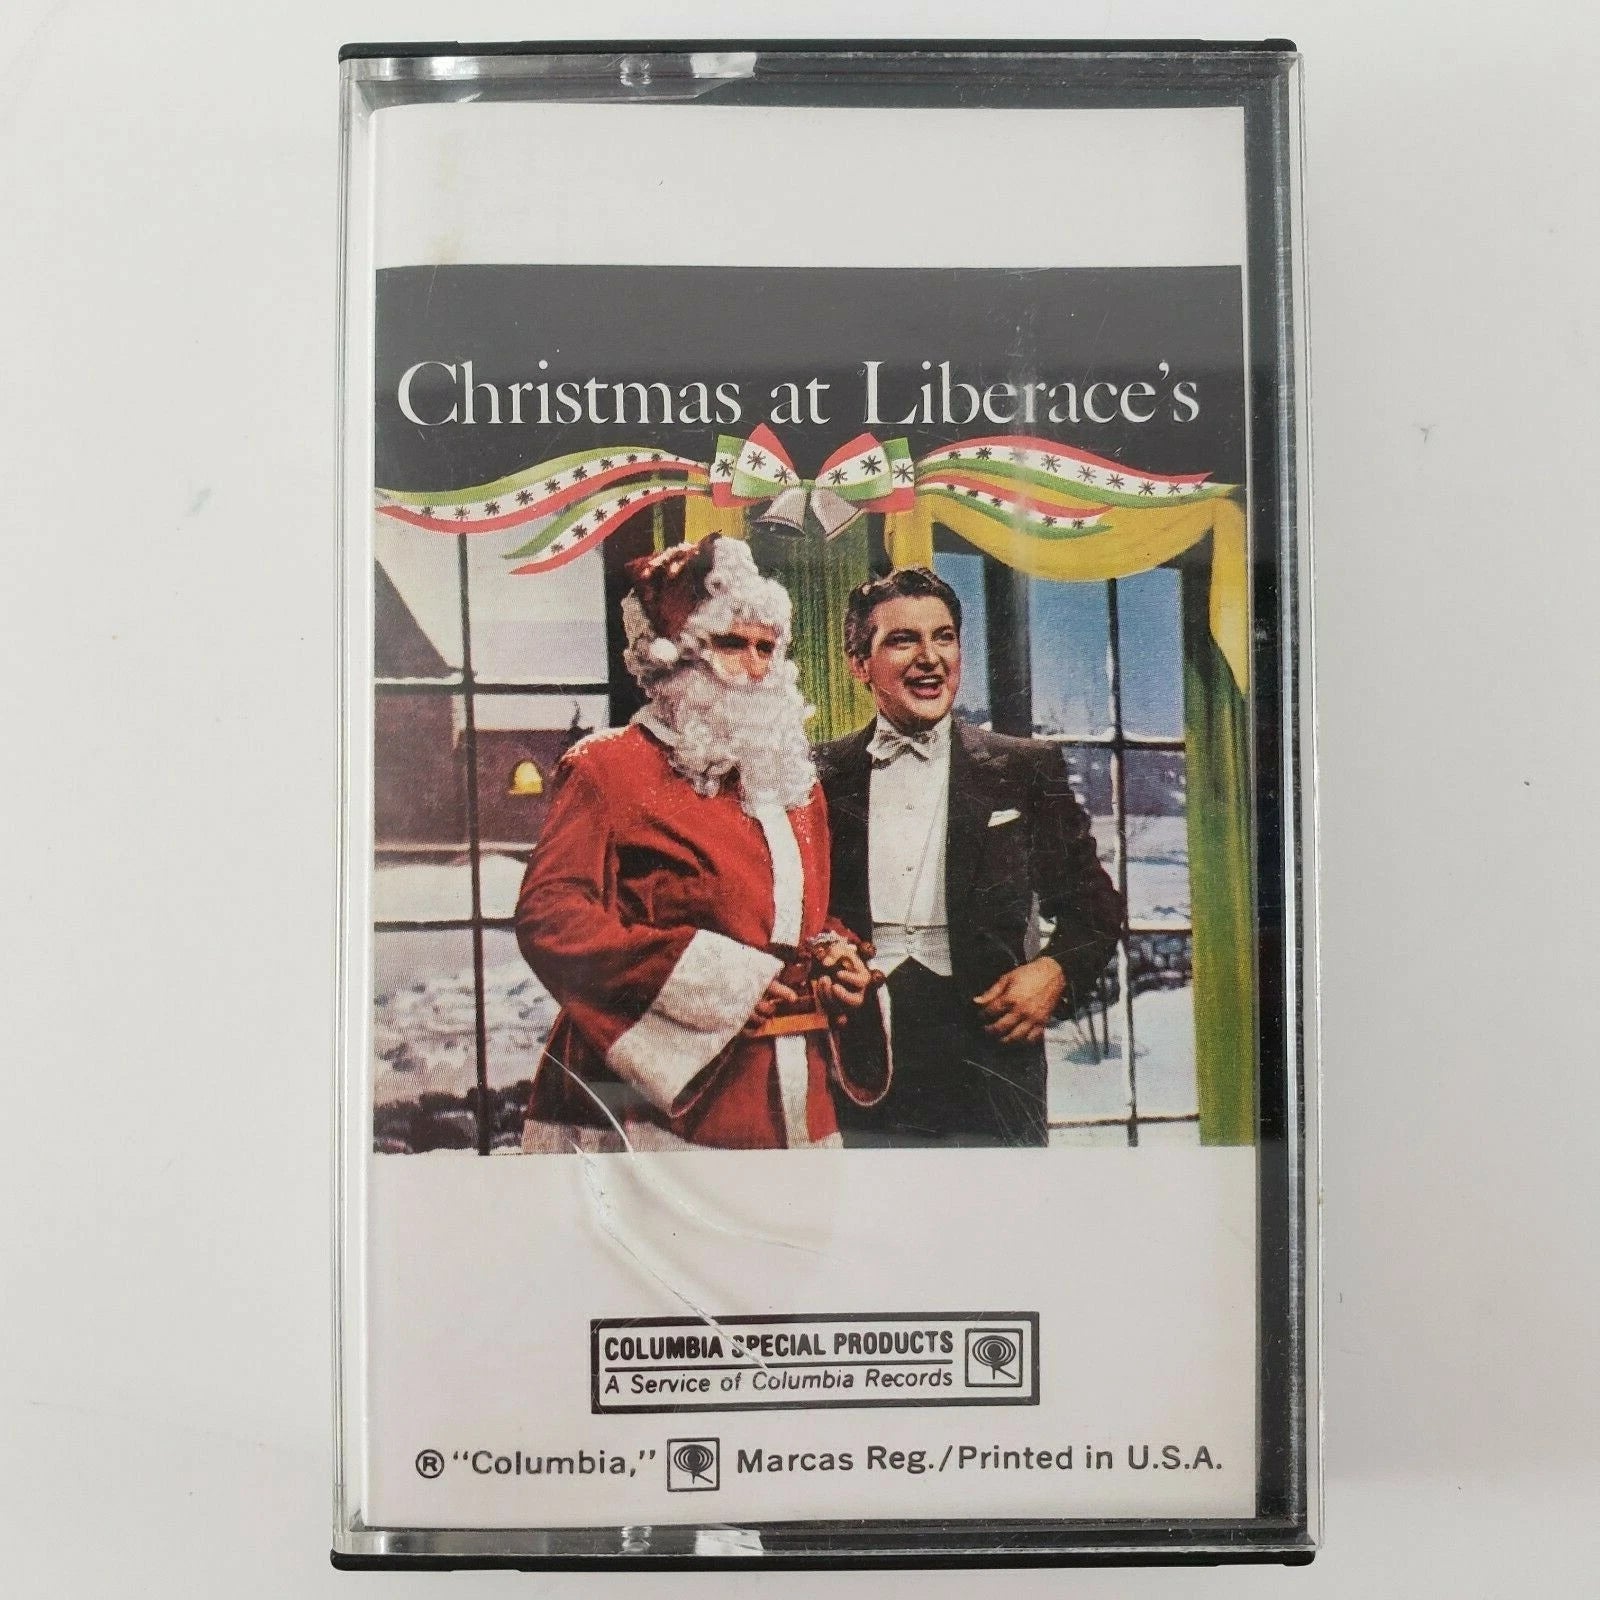 Christmas at Liberace's
COLUMBIA SPECIAL PRODUCTS
A Service of Columbia Records
® "Columbia," Marcas Reg./Printed in U.S.A.